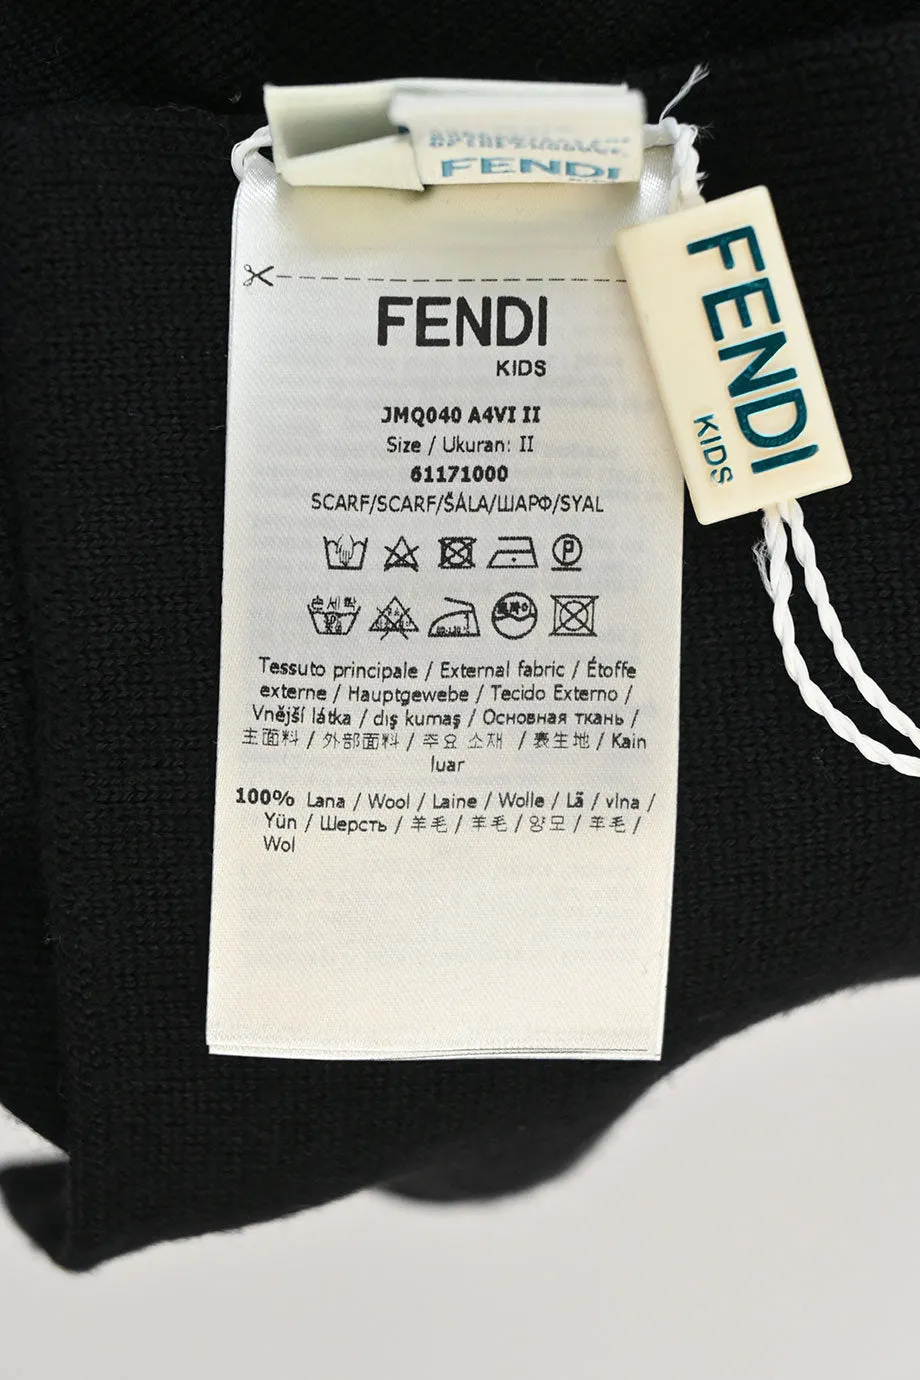 FENDI
FENDI
KIDS
FENDI
KIDS
JMQ040 A4VI II
Size / Ukuran: II
61171000
SCARF/SCARF/ŠÁLA/ШАРФ/SYAL
P
손세탁
Tessuto principale / External fabric / Étoffe
externe / Hauptgewebe / Tecido Externo /
Vnější látka / dış kumaş / Основная ткань /
主面料 / 外部面料 / 주요 소재 / 表生地 / Kain
luar
100% Lana / Wool / Laine / Wolle / Lã / vlna /
Yün / Шерсть / 羊毛 / 羊毛 / 양모 / 羊毛 /
Wol